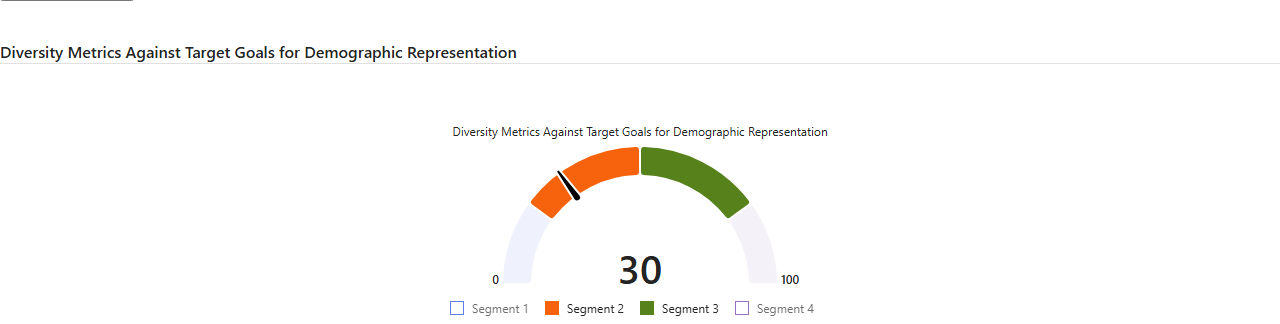 Diversity Metrics Against Target Goals for Demographic Representation
Diversity Metrics Against Target Goals for Demographic Representation
0
30
100
Segment 1 Segment 2 Segment 3 Segment 4